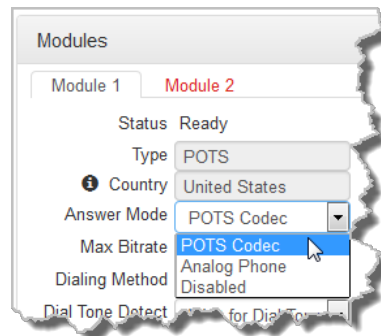 Modules
Module 1 Module 2
Status Ready
Type POTS
Country United States
Answer Mode POTS Codec
Max Bitrate POTS Codec
Analog Phone
Dialing Method Disabled
Dial Tone Detect for Dial Tone